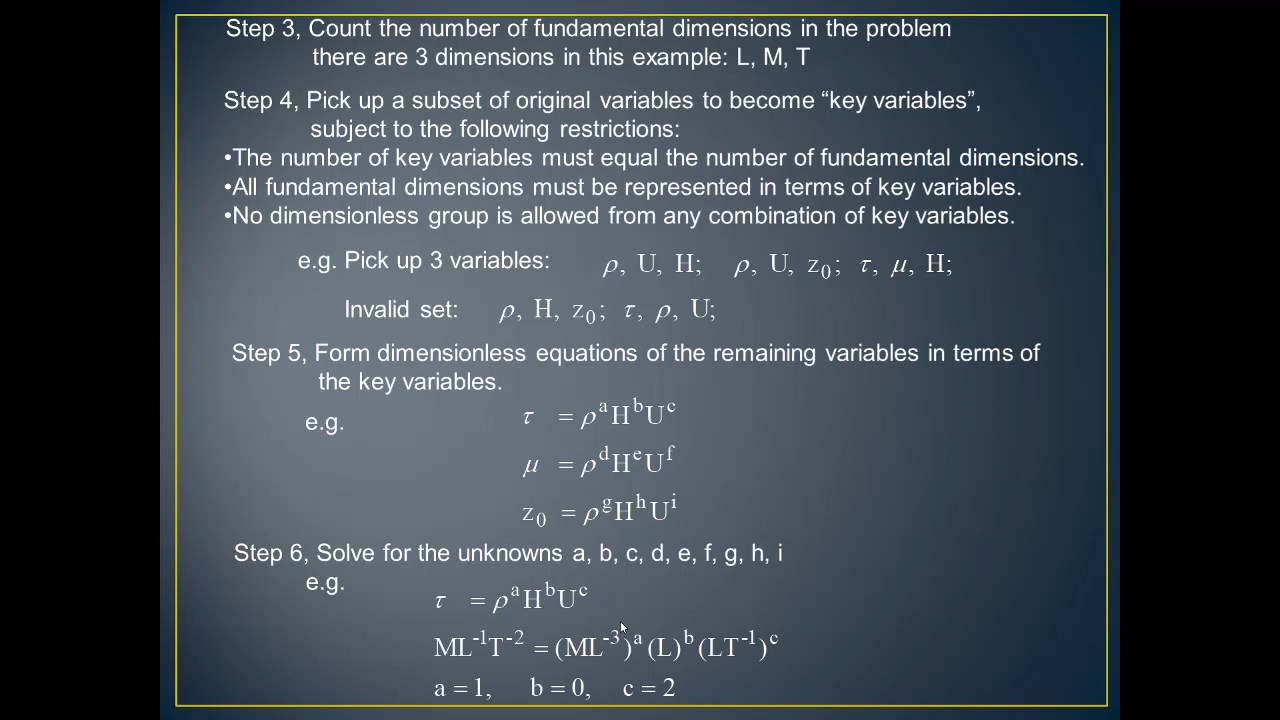 Step 3, Count the number of fundamental dimensions in the problem
there are 3 dimensions in this example: L, M, T
Step 4, Pick up a subset of original variables to become “key variables”,
subject to the following restrictions:
•The number of key variables must equal the number of fundamental dimensions.
•All fundamental dimensions must be represented in terms of key variables.
•No dimensionless group is allowed from any combination of key variables.
e.g. Pick up 3 variables: ρ, U, H; ρ, U, z₀; τ, μ, H;
Invalid set: ρ, H, z₀; τ, ρ, U;
Step 5, Form dimensionless equations of the remaining variables in terms of
the key variables.
e.g. τ = ρ^a H^b U^c
μ = ρ^d H^e U^f
z₀ = ρ^g H^h U^i
Step 6, Solve for the unknowns a, b, c, d, e, f, g, h, i
e.g.
τ = ρ^a H^b U^c
ML^-1 T^-2 = (ML^-3)^a (L)^b (LT^-1)^c
a = 1, b = 0, c = 2